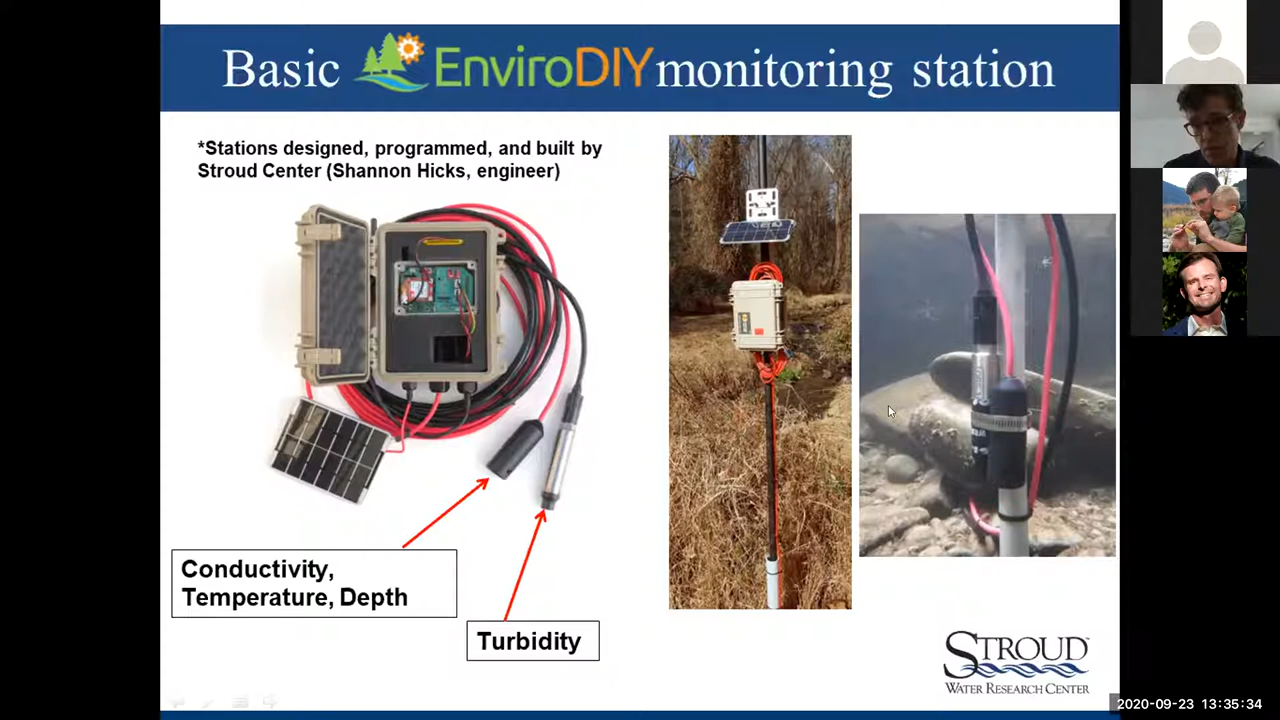 Basic EnviroDIY monitoring station
*Stations designed, programmed, and built by
Stroud Center (Shannon Hicks, engineer)
Conductivity,
Temperature, Depth
Turbidity
STROUD
WATER RESEARCH CENTER
2020-09-23 13:35:34